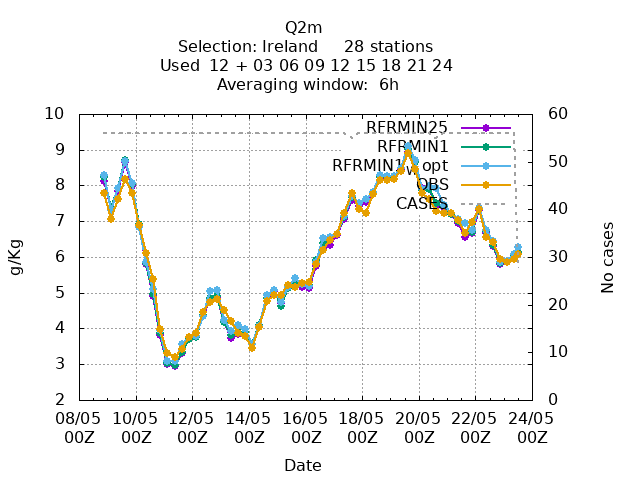 Q2m
Selection: Ireland 28 stations
Used 12 + 03 06 09 12 15 18 21 24
Averaging window: 6h
10
9
8
7
6
5
4
3
2
g/Kg
60
50
40
30
20
10
0
No cases
RFRMIN25
RFRMIN1
RFRMIN1w opt
OBS
CASES
08/05 10/05 12/05 14/05 16/05 18/05 20/05 22/05 24/05
00Z 00Z 00Z 00Z 00Z 00Z 00Z 00Z 00Z
Date